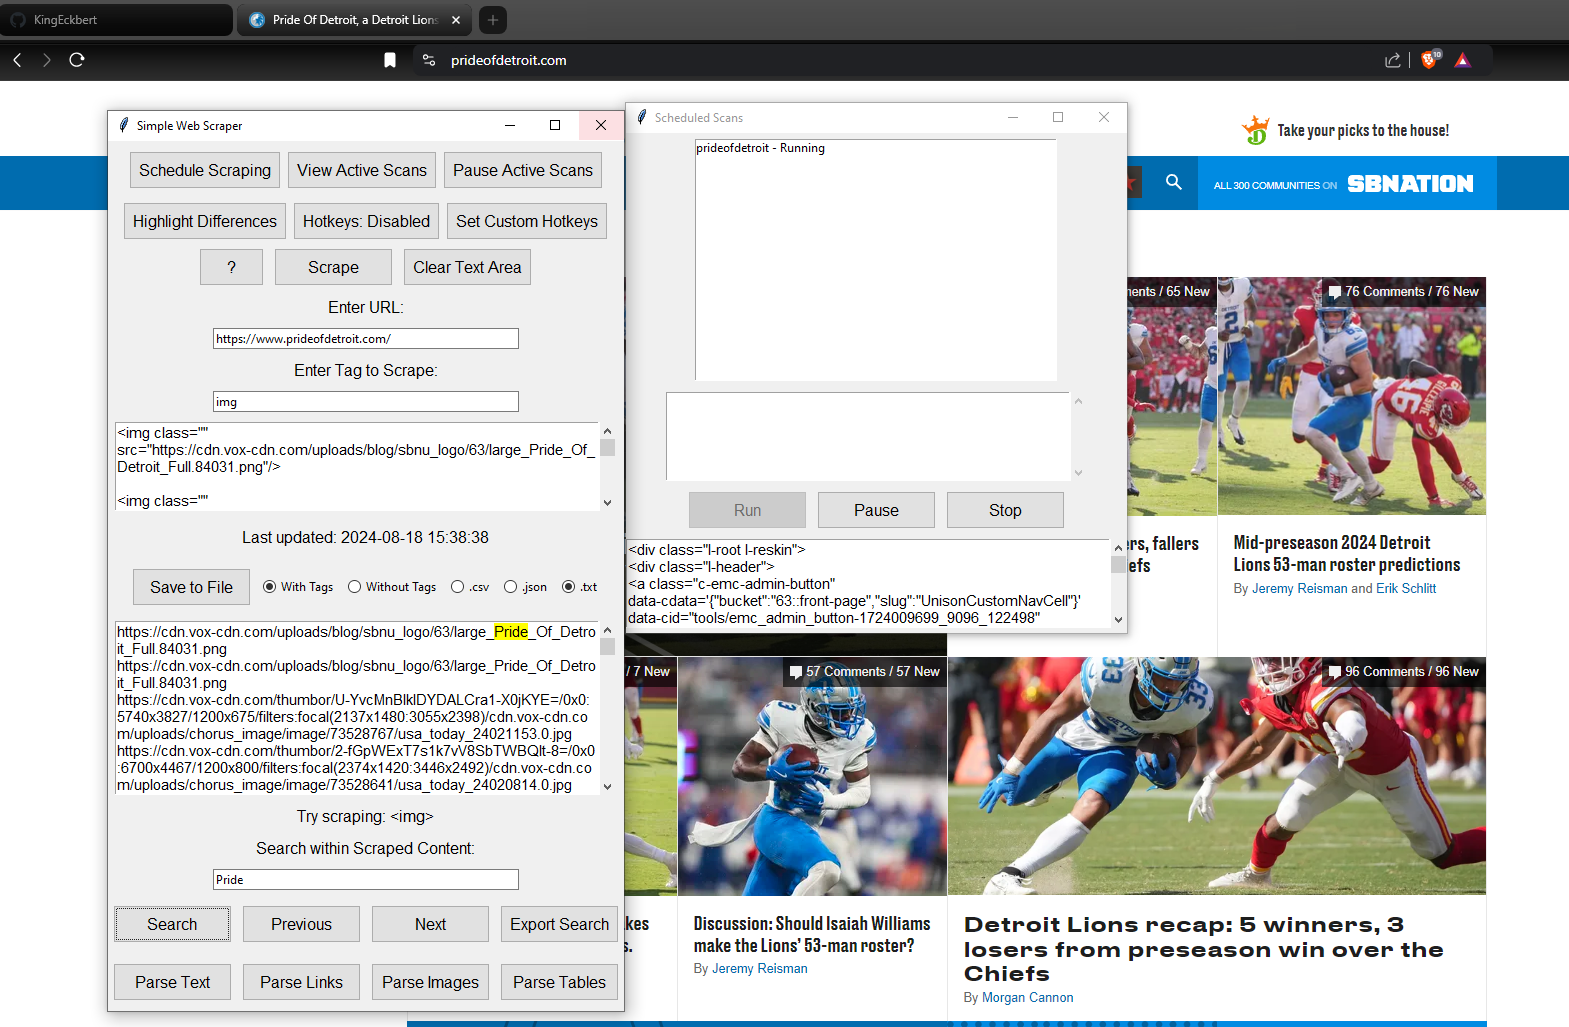 KingEckbert
Pride Of Detroit, a Detroit Lions
prideofdetroit.com
10
Take your picks to the house!
ALL 300 COMMUNITIES ON SBNATION
Simple Web Scraper
Schedule Scraping
View Active Scans
Pause Active Scans
Highlight Differences
Hotkeys: Disabled
Set Custom Hotkeys
?
Scrape
Clear Text Area
Enter URL:
https://www.prideofdetroit.com/
Enter Tag to Scrape:
img
<img class=""
src="https://cdn.vox-cdn.com/uploads/blog/sbnu_logo/63/large_Pride_Of_
Detroit_Full.84031.png"/>
<img class=""
Last updated: 2024-08-18 15:38:38
Save to File
With Tags
Without Tags
.csv
.json
.txt
https://cdn.vox-cdn.com/uploads/blog/sbnu_logo/63/large_Pride_Of_Detro
it_Full.84031.png
https://cdn.vox-cdn.com/uploads/blog/sbnu_logo/63/large_Pride_Of_Detro
it_Full.84031.png
https://cdn.vox-cdn.com/thumbor/U-YvcMnBlklDYDALCra1-X0jKYE=/0x0:
5740x3827/1200x675/filters:focal(2137x1480:3055x2398)/cdn.vox-cdn.co
m/uploads/chorus_image/image/73528767/usa_today_24021153.0.jpg
https://cdn.vox-cdn.com/thumbor/2-fGpWExT7s1k7vV8SbTWBQlt-8=/0x0
:6700x4467/1200x800/filters:focal(2374x1420:3446x2492)/cdn.vox-cdn.co
m/uploads/chorus_image/image/73528641/usa_today_24020814.0.jpg
Try scraping: <img>
Search within Scraped Content:
Pride
Search
Previous
Next
Export Search
Parse Text
Parse Links
Parse Images
Parse Tables
Scheduled Scans
prideofdetroit - Running
Run
Pause
Stop
<div class="l-root l-reskin">
<div class="l-header">
<a class="c-emc-admin-button"
data-cdata='{"bucket":"63::front-page","slug":"UnisonCustomNavCell"}'
data-cid="tools/emc_admin_button-1724009699_9096_122498"
nents / 65 New
76 Comments / 76 New
rs, fallers
efs
Mid-preseason 2024 Detroit
Lions 53-man roster predictions
By Jeremy Reisman and Erik Schlitt
/ 7 New
57 Comments / 57 New
96 Comments / 96 New
kes
s.
Discussion: Should Isaiah Williams
make the Lions' 53-man roster?
By Jeremy Reisman
Detroit Lions recap: 5 winners, 3
losers from preseason win over the
Chiefs
By Morgan Cannon